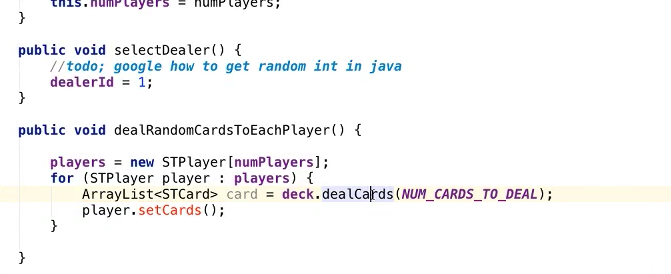 this.numPlayers = numPlayers;
}
public void selectDealer() {
//todo; google how to get random int in java
dealerId = 1;
}
public void dealRandomCardsToEachPlayer() {
players = new STPlayer[numPlayers];
for (STPlayer player : players) {
ArrayList<STCard> card = deck.dealCards(NUM_CARDS_TO_DEAL);
player.setCards();
}
}